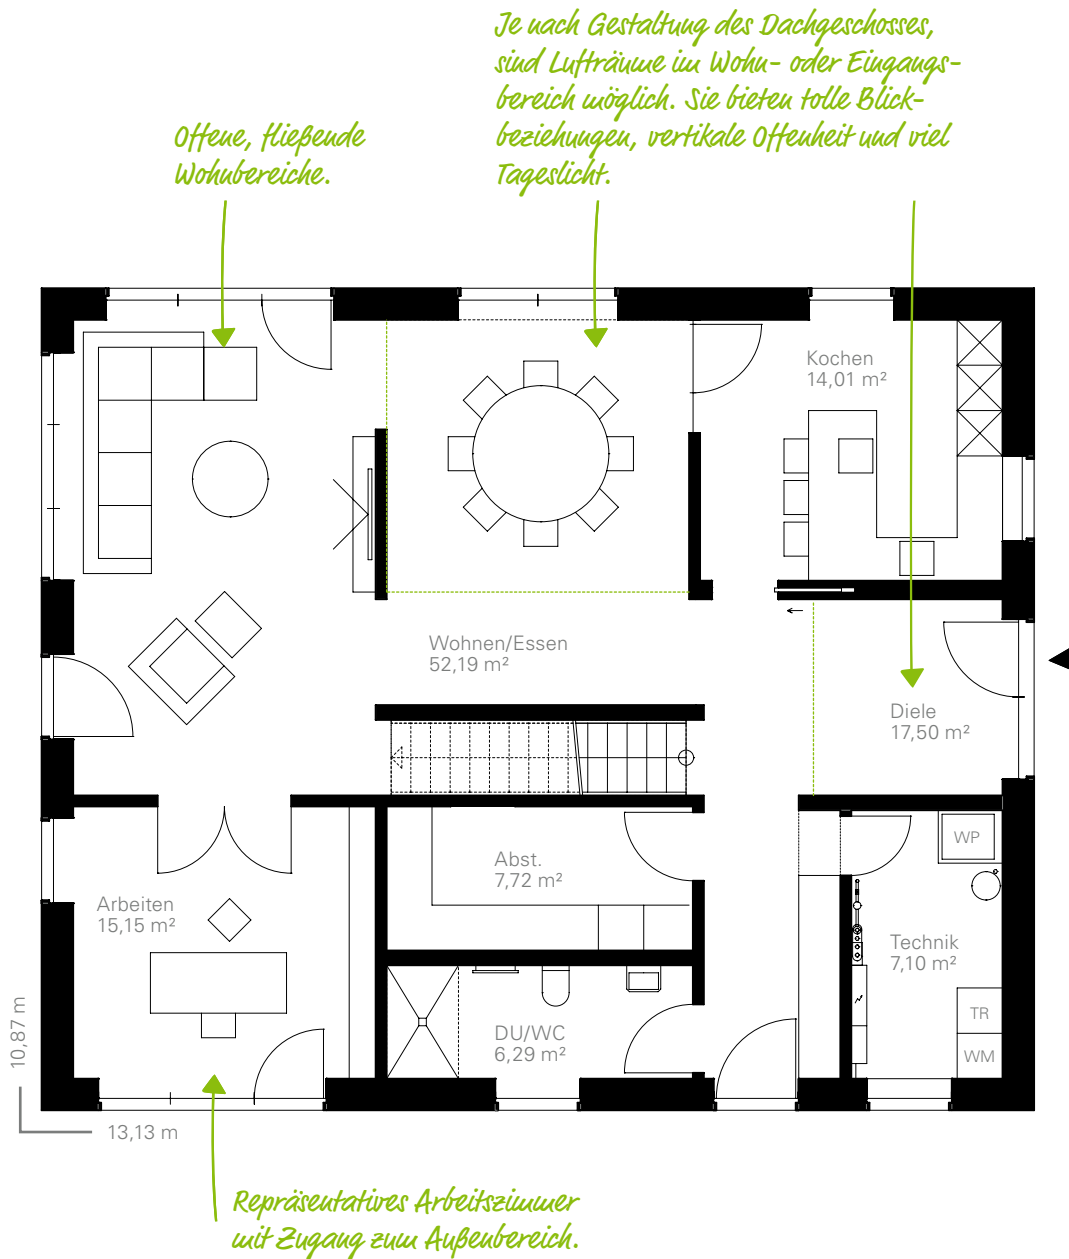 Je nach Gestaltung des Dachgeschosses,
sind Lufträume im Wohn- oder Eingangs-
bereich möglich. Sie bieten tolle Blick-
beziehungen, vertikale Offenheit und viel
Tageslicht.
Offene, fließende
Wohnbereiche.
Kochen
14,01 m²
Wohnen/Essen
52,19 m²
Diele
17,50 m²
Abst.
7,72 m²
WP
Arbeiten
15,15 m²
Technik
7,10 m²
TR
WM
DU/WC
6,29 m²
10,87 m
13,13 m
Repräsentatives Arbeitszimmer
mit Zugang zum Außenbereich.